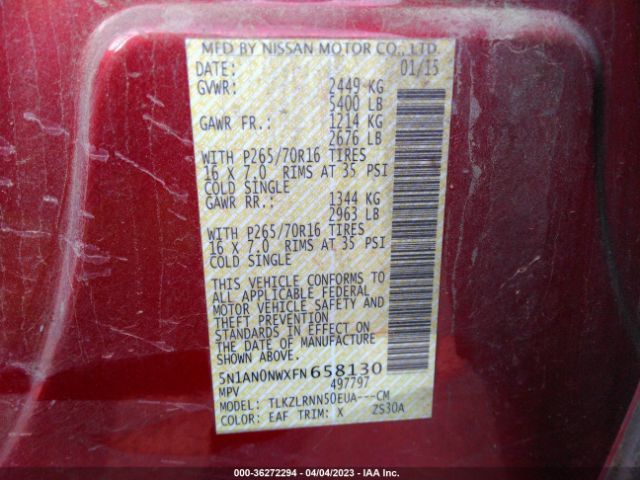 MFD BY NISSAN MOTOR CO., LTD.
DATE: 01/15
GVWR: 2449 KG
5400 LB
GAWR FR.: 1214 KG
2676 LB
WITH P265/70R16 TIRES
16 X 7.0 RIMS AT 35 PSI
COLD SINGLE
GAWR RR.: 1344 KG
2963 LB
WITH P265/70R16 TIRES
16 X 7.0 RIMS AT 35 PSI
COLD SINGLE
THIS VEHICLE CONFORMS TO
ALL APPLICABLE FEDERAL
MOTOR VEHICLE SAFETY AND
THEFT PREVENTION
STANDARDS IN EFFECT ON
THE DATE OF MANUFACTURE
SHOWN ABOVE.
5N1AN0NWXFN658130
MPV 497797
MODEL: TLKZLRNN50EUA---CM
COLOR: EAF TRIM: X ZS30A
000-36272294 - 04/04/2023 - IAA Inc.